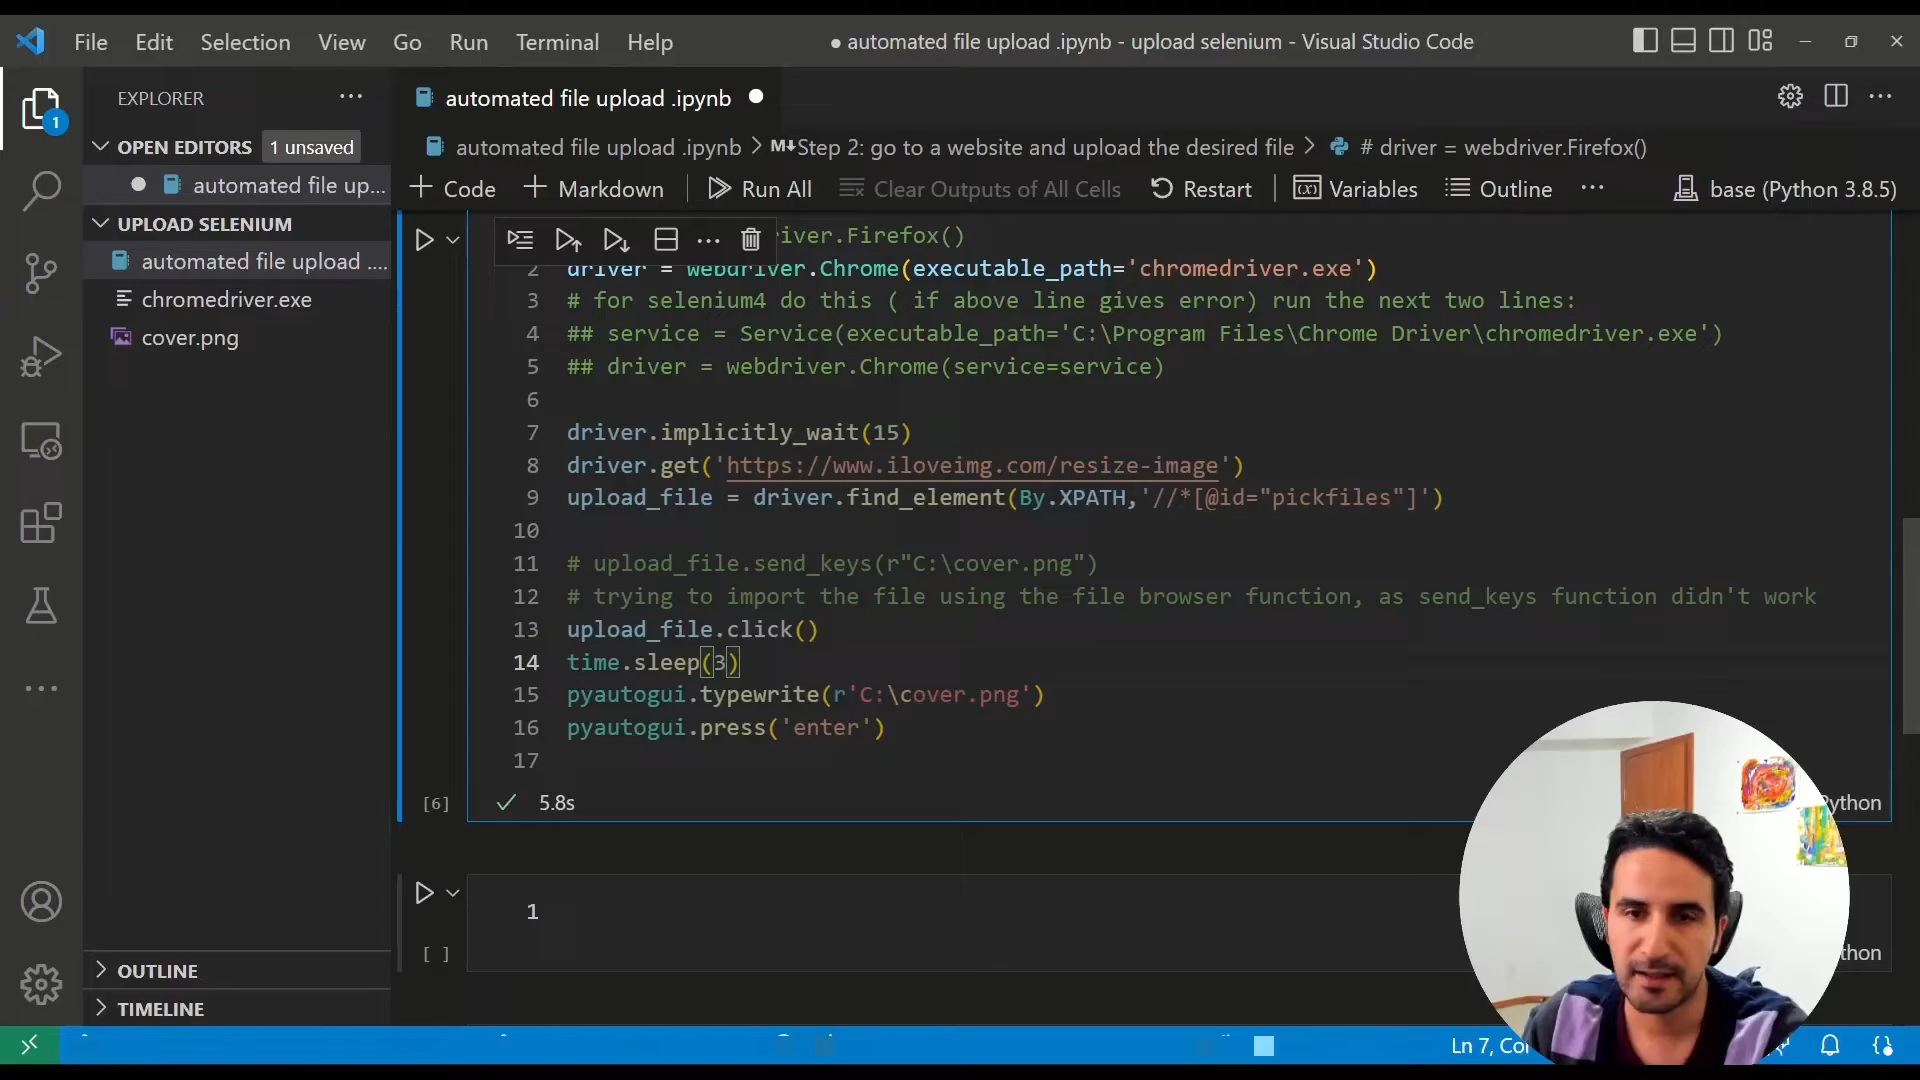 File Edit Selection View Go Run Terminal Help
● automated file upload .ipynb - upload selenium - Visual Studio Code
EXPLORER
automated file upload .ipynb
1
OPEN EDITORS 1 unsaved
automated file up...
UPLOAD SELENIUM
automated file upload ....
chromedriver.exe
cover.png
OUTLINE
TIMELINE
automated file upload .ipynb > M↓Step 2: go to a website and upload the desired file > # driver = webdriver.Firefox()
+ Code + Markdown Run All Clear Outputs of All Cells Restart Variables Outline ... base (Python 3.8.5)
river.Firefox()
2 driver = webdriver.Chrome(executable_path='chromedriver.exe')
3 # for selenium4 do this ( if above line gives error) run the next two lines:
4 ## service = Service(executable_path='C:\Program Files\Chrome Driver\chromedriver.exe')
5 ## driver = webdriver.Chrome(service=service)
6
7 driver.implicitly_wait(15)
8 driver.get('https://www.iloveimg.com/resize-image')
9 upload_file = driver.find_element(By.XPATH,'//*[@id="pickfiles"]')
10
11 # upload_file.send_keys(r"C:\cover.png")
12 # trying to import the file using the file browser function, as send_keys function didn't work
13 upload_file.click()
14 time.sleep(3)
15 pyautogui.typewrite(r'C:\cover.png')
16 pyautogui.press('enter')
17
[6] ✓ 5.8s
ython
1
[ ]
thon
Ln 7, Co